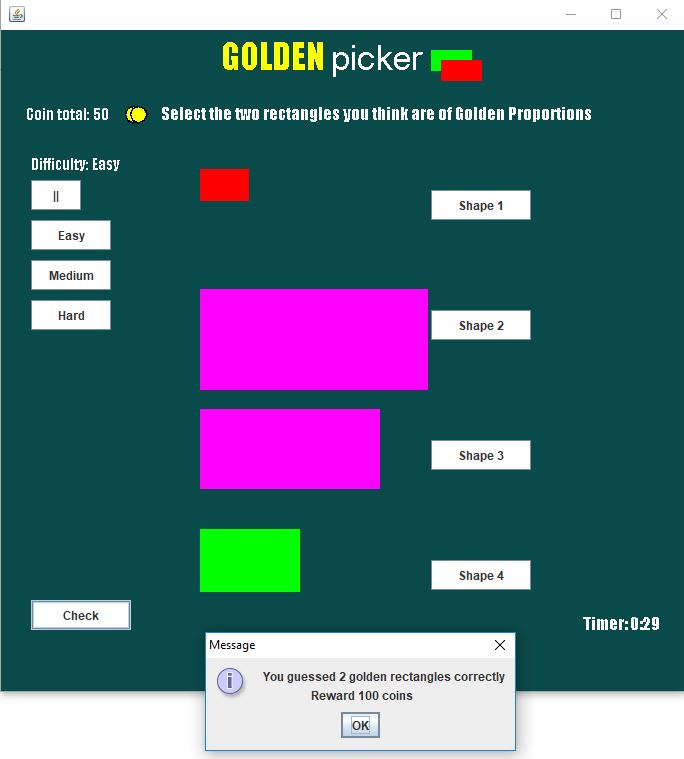 GOLDEN picker
Coin total: 50 Select the two rectangles you think are of Golden Proportions
Difficulty: Easy
||
Easy
Medium
Hard
Shape 1
Shape 2
Shape 3
Shape 4
Check
Timer: 0:29
Message
You guessed 2 golden rectangles correctly
Reward 100 coins
OK